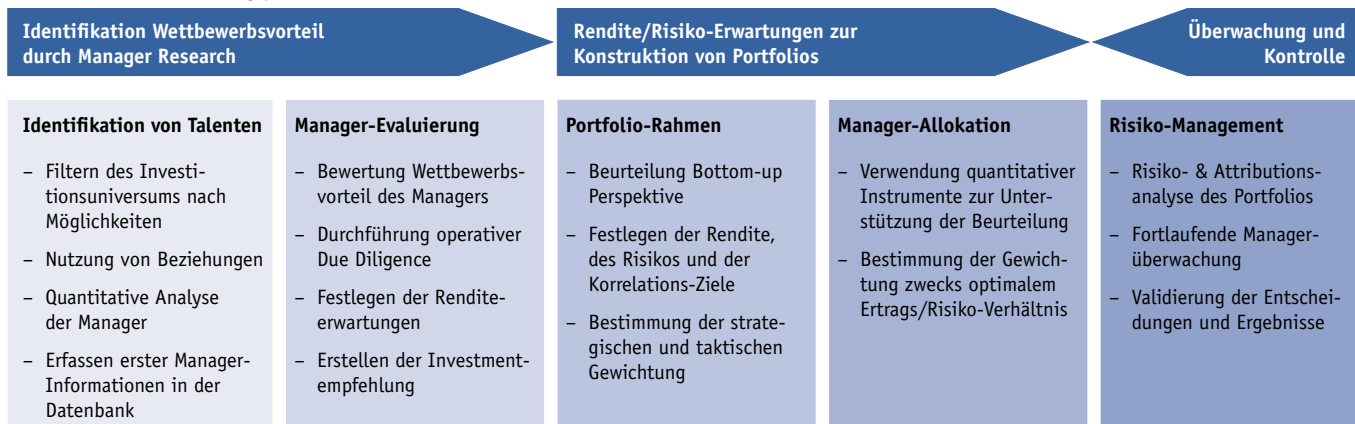 Identifikation Wettbewerbsvorteil
durch Manager Research
Rendite/Risiko-Erwartungen zur
Konstruktion von Portfolios
Überwachung und
Kontrolle
Identifikation von Talenten
– Filtern des Investi-
tionsuniversums nach
Möglichkeiten
– Nutzung von Beziehungen
– Quantitative Analyse
der Manager
– Erfassen erster Manager-
Informationen in der
Datenbank
Manager-Evaluierung
– Bewertung Wettbewerbs-
vorteil des Managers
– Durchführung operativer
Due Diligence
– Festlegen der Rendite-
erwartungen
– Erstellen der Investment-
empfehlung
Portfolio-Rahmen
– Beurteilung Bottom-up
Perspektive
– Festlegen der Rendite,
des Risikos und der
Korrelations-Ziele
– Bestimmung der strate-
gischen und taktischen
Gewichtung
Manager-Allokation
– Verwendung quantitativer
Instrumente zur Unter-
stützung der Beurteilung
– Bestimmung der Gewich-
tung zwecks optimalem
Ertrags/Risiko-Verhältnis
Risiko-Management
– Risiko- & Attributions-
analyse des Portfolios
– Fortlaufende Manager-
überwachung
– Validierung der Entschei-
dungen und Ergebnisse